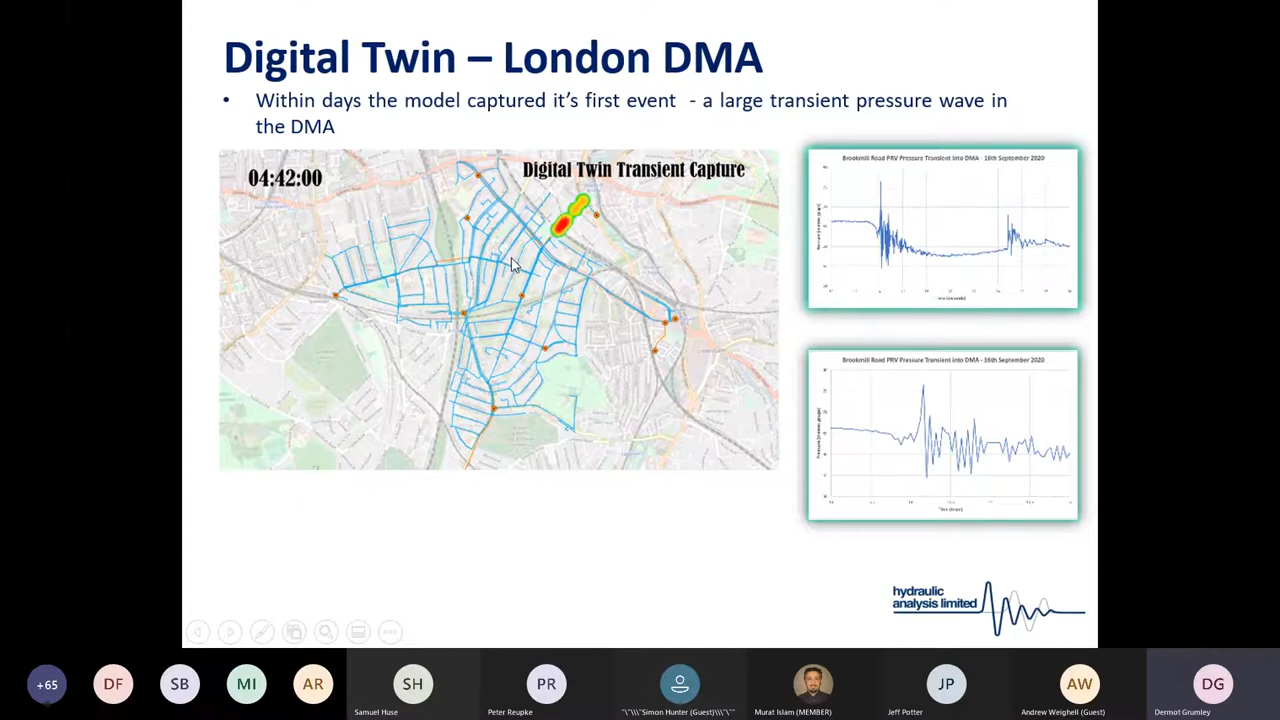 Digital Twin – London DMA
• Within days the model captured it's first event - a large transient pressure wave in
the DMA
04:42:00
Digital Twin Transient Capture
Brookmill Road PRV Pressure Transient into DMA - 16th September 2020
Time (seconds)
Brookmill Road PRV Pressure Transient into DMA - 16th September 2020
hydraulic
analysis limited
+65
DF
SB
MI
AR
SH
PR
JP
AW
DG
Samuel Huse
Peter Reupke
"\"\\\"Simon Hunter (Guest)\\\"\""
Murat Islam (MEMBER)
Jeff Potter
Andrew Weighell (Guest)
Dermot Grumley